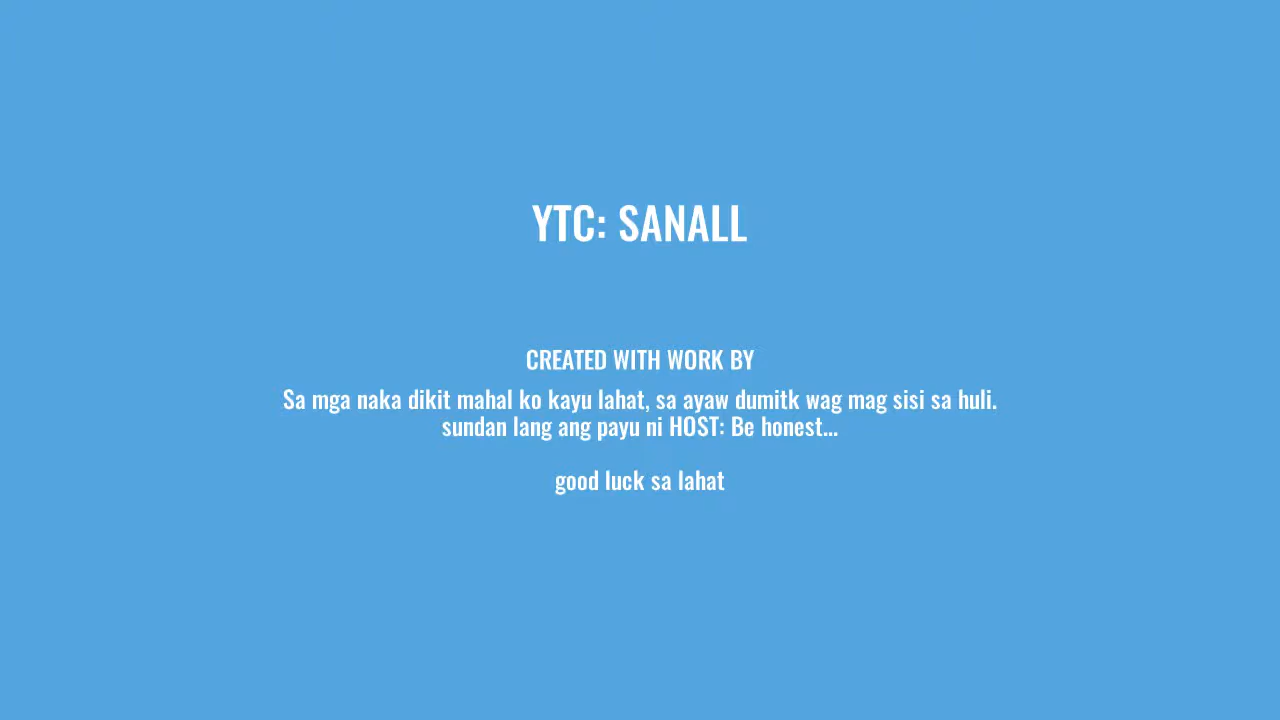 YTC: SANALL
CREATED WITH WORK BY
Sa mga naka dikit mahal ko kayu lahat, sa ayaw dumitk wag mag sisi sa huli.
sundan lang ang payu ni HOST: Be honest...
good luck sa lahat